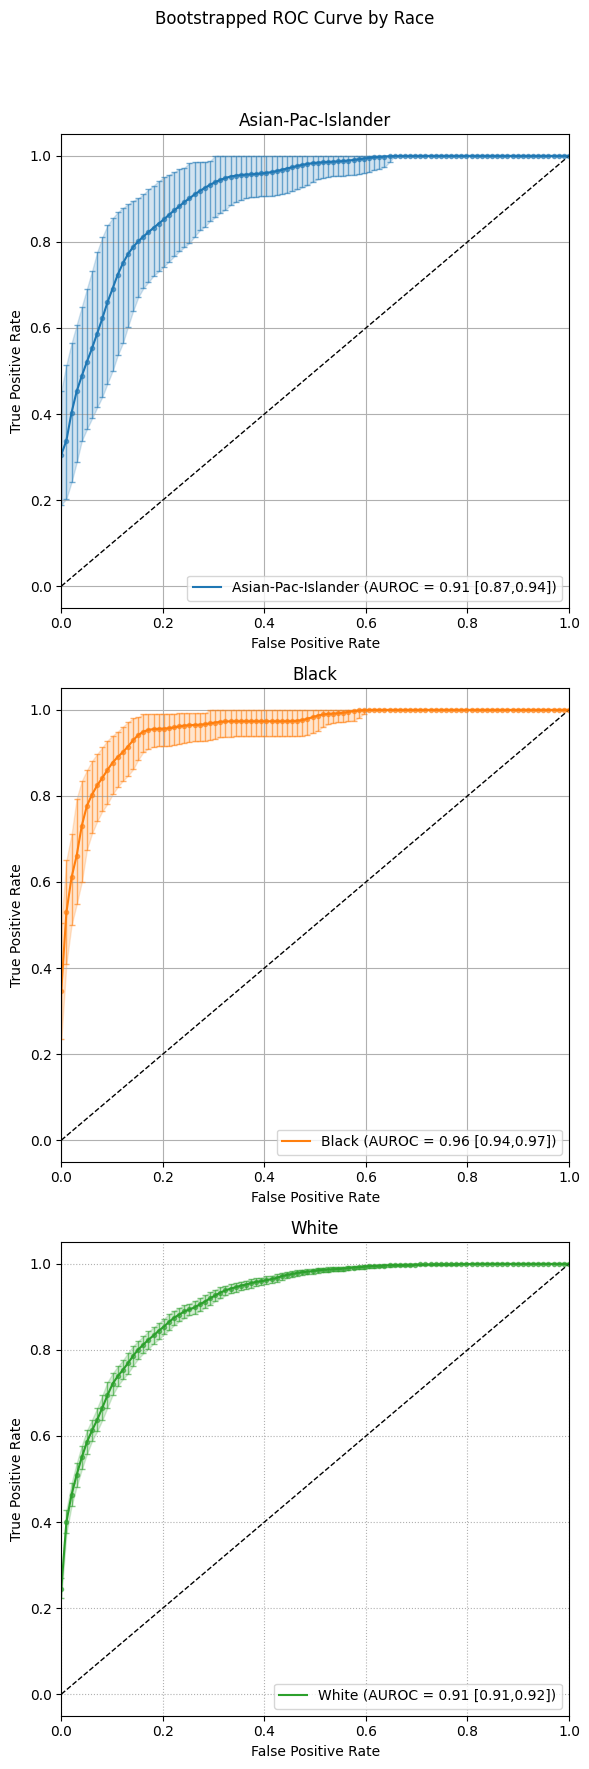 Bootstrapped ROC Curve by Race
Asian-Pac-Islander
1.0
0.8
0.6
0.4
0.2
0.0
True Positive Rate
Asian-Pac-Islander (AUROC = 0.91 [0.87,0.94])
0.0 0.2 0.4 0.6 0.8 1.0
False Positive Rate
Black
1.0
0.8
0.6
0.4
0.2
0.0
True Positive Rate
Black (AUROC = 0.96 [0.94,0.97])
0.0 0.2 0.4 0.6 0.8 1.0
False Positive Rate
White
1.0
0.8
0.6
0.4
0.2
0.0
True Positive Rate
White (AUROC = 0.91 [0.91,0.92])
0.0 0.2 0.4 0.6 0.8 1.0
False Positive Rate